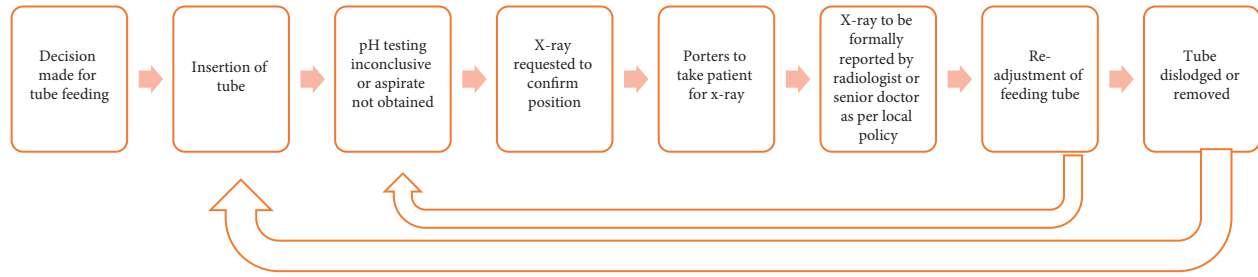 Decision
made for
tube feeding
Insertion of
tube
pH testing
inconclusive
or aspirate
not obtained
X-ray
requested to
confirm
position
Porters to
take patient
for x-ray
X-ray to be
formally
reported by
radiologist or
senior doctor
as per local
policy
Re-
adjustment of
feeding tube
Tube
dislodged or
removed